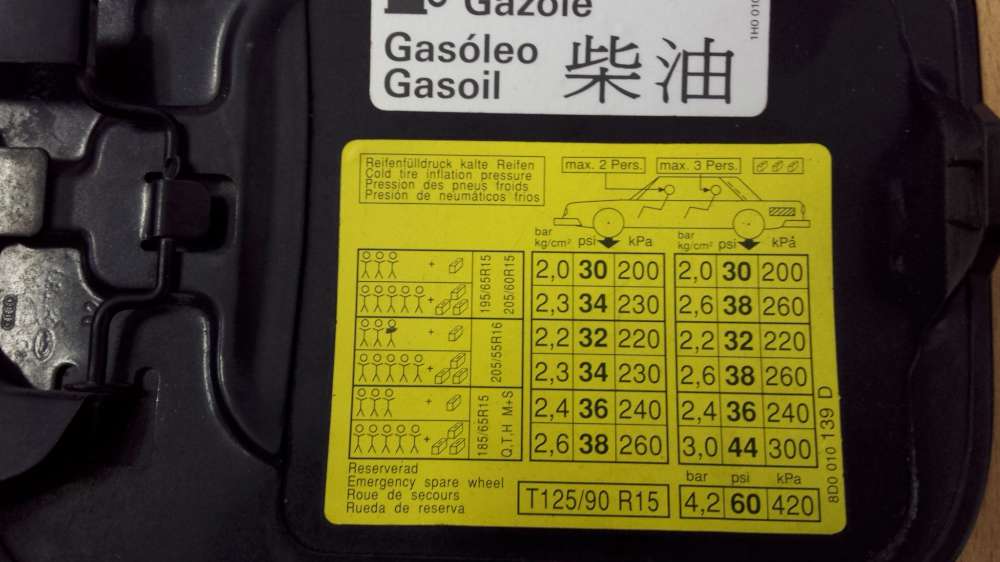 Gazole
Gasóleo
Gasoil
柴油
Reifenfülldruck kalte Reifen
Cold tire inflation pressure
Pression des pneus froids
Presión de neumáticos frios
max. 2 Pers. max. 3 Pers.
bar psi kPa bar psi kPa
kg/cm² kg/cm²
195/65R15 205/60R15
+ 2,0 30 200 2,0 30 200
+ 2,3 34 230 2,6 38 260
205/55R16
+ 2,2 32 220 2,2 32 220
+ 2,3 34 230 2,6 38 260
185/65R15 Q,T,H M+S
+ 2,4 36 240 2,4 36 240
+ 2,6 38 260 3,0 44 300
Reserverad
Emergency spare wheel
Roue de secours
Rueda de reserva
T125/90 R15
bar psi kPa
4,2 60 420
8D0 010 139 D
1H0 010